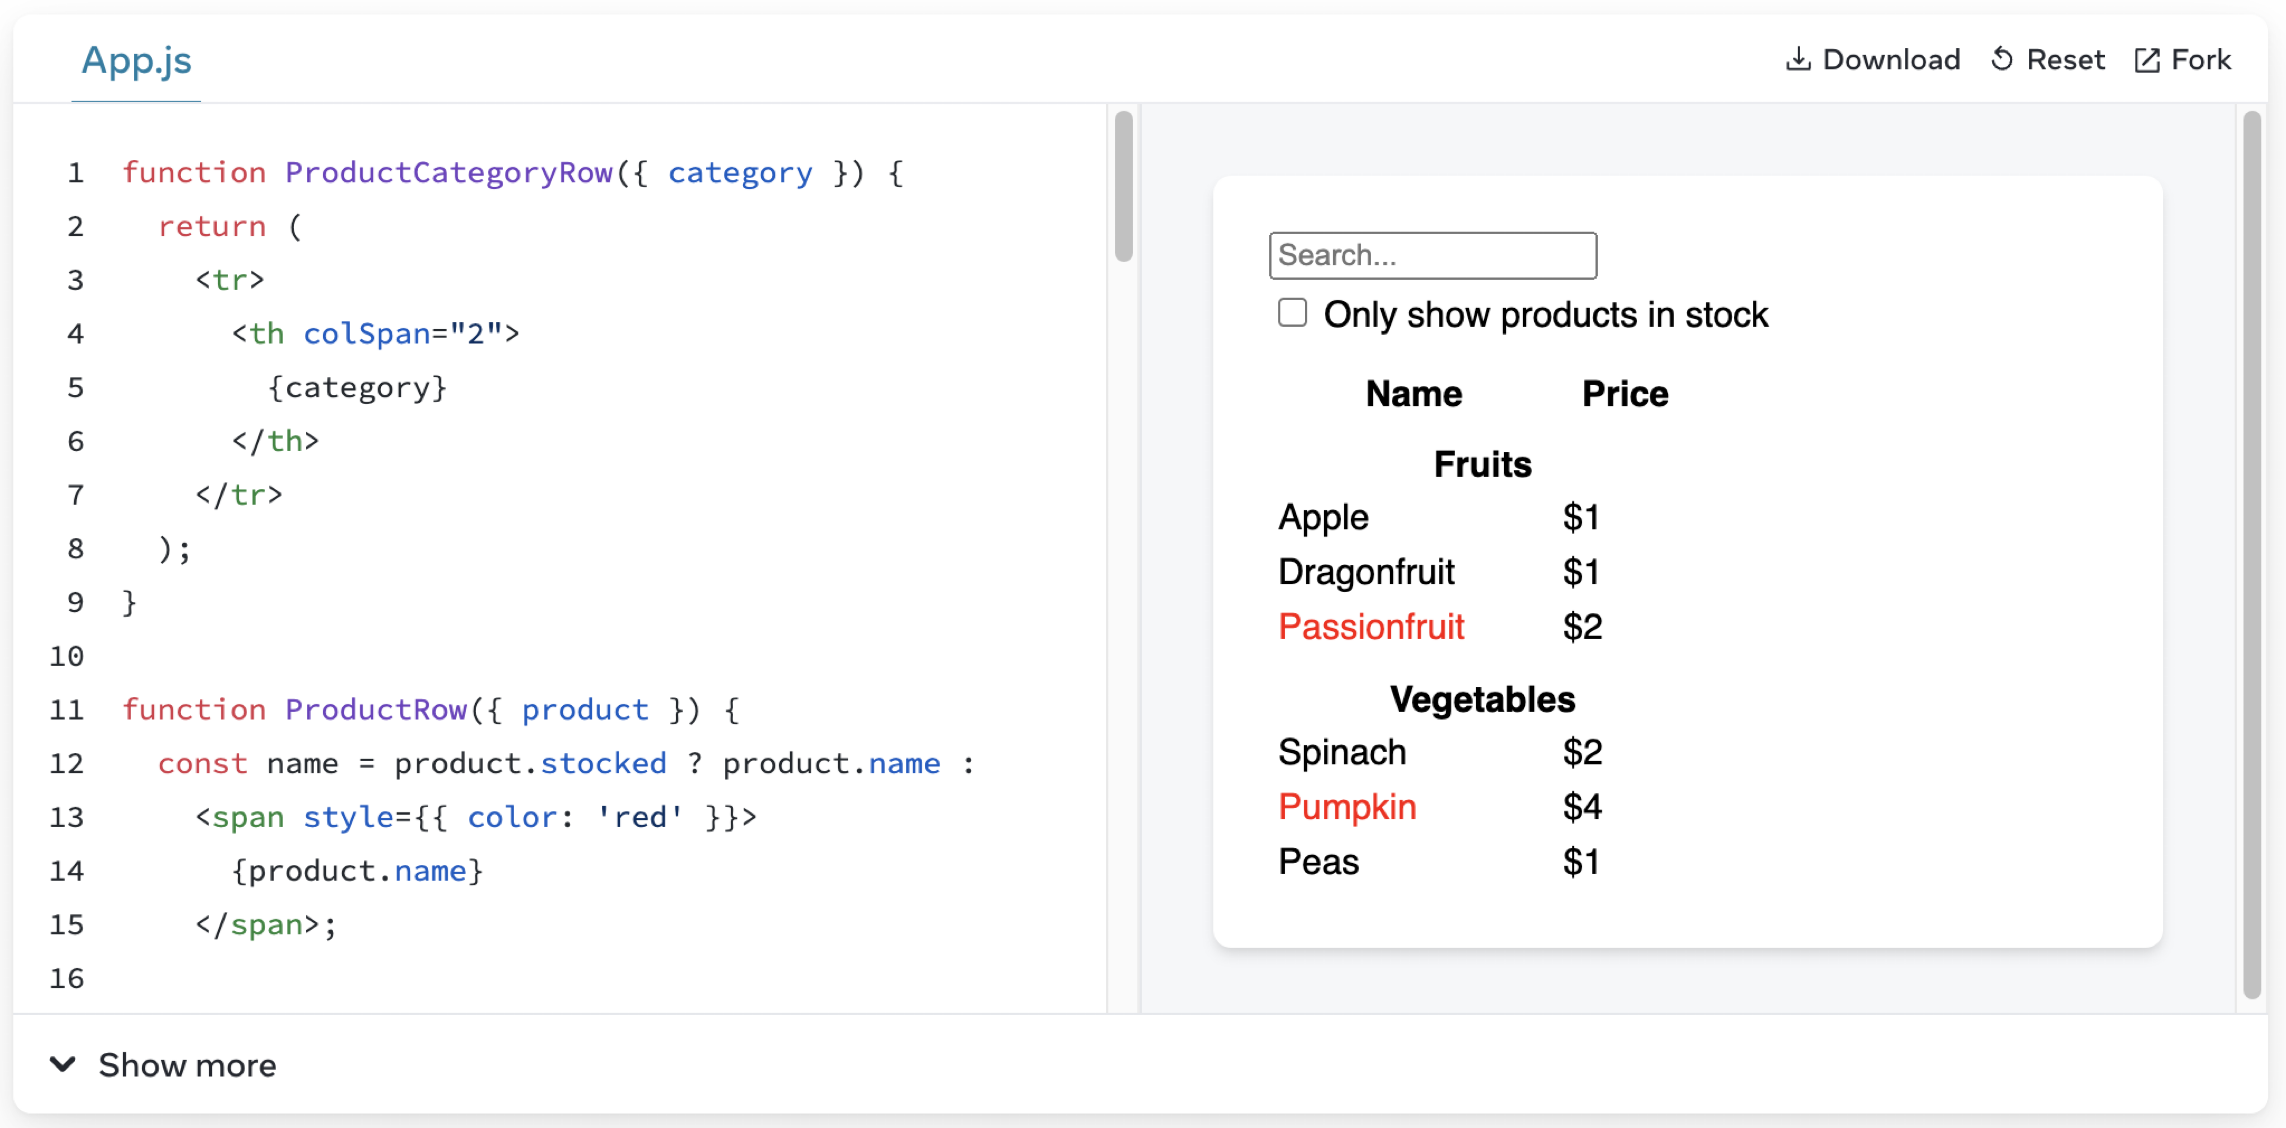 App.js
Download Reset Fork
1 function ProductCategoryRow({ category }) {
2   return (
3     <tr>
4       <th colSpan="2">
5         {category}
6       </th>
7     </tr>
8   );
9 }
10
11 function ProductRow({ product }) {
12   const name = product.stocked ? product.name :
13     <span style={{ color: 'red' }}>
14       {product.name}
15     </span>;
16
Search...
Only show products in stock
Name Price
Fruits
Apple $1
Dragonfruit $1
Passionfruit $2
Vegetables
Spinach $2
Pumpkin $4
Peas $1
Show more